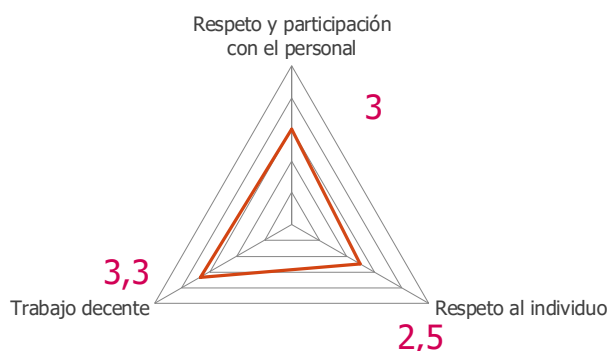 Respeto y participación
con el personal
3
3,3
Trabajo decente
Respeto al individuo
2,5